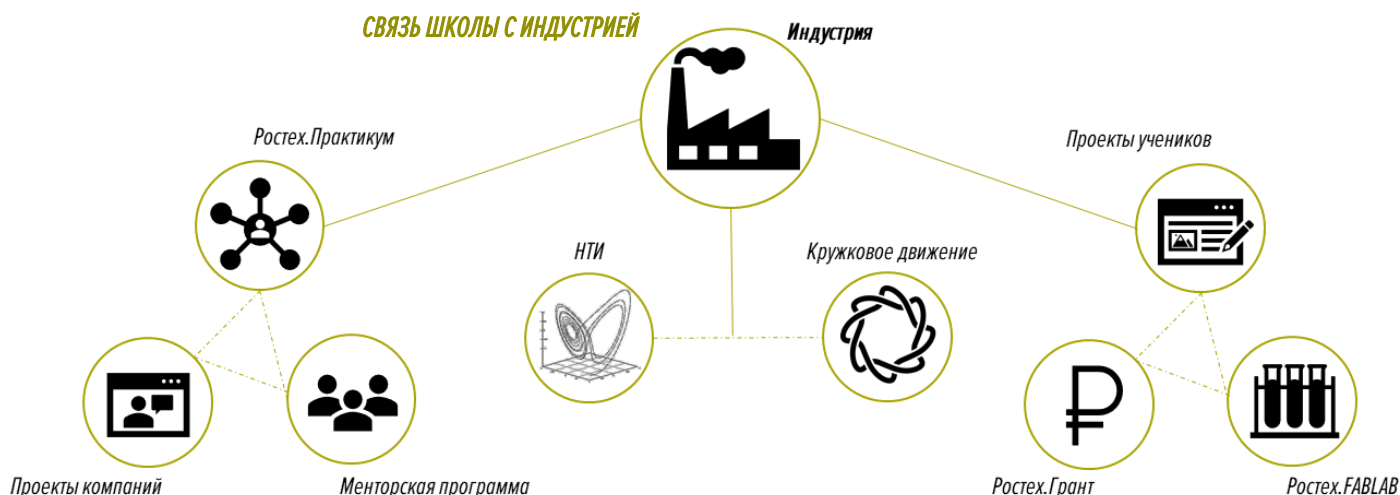 СВЯЗЬ ШКОЛЫ С ИНДУСТРИЕЙ
Индустрия
Ростех.Практикум
Проекты учеников
НТИ
Кружковое движение
Проекты компаний
Менторская программа
Ростех.Грант
Ростех.FABLAB